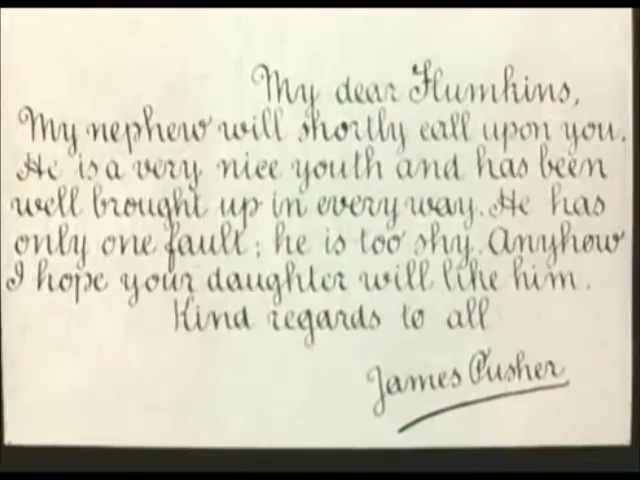 My dear Flumkins,
My nephew will shortly call upon you.
He is a very nice youth and has been
well brought up in every way. He has
only one fault: he is too shy. Anyhow
I hope your daughter will like him.
Kind regards to all
James Pusher